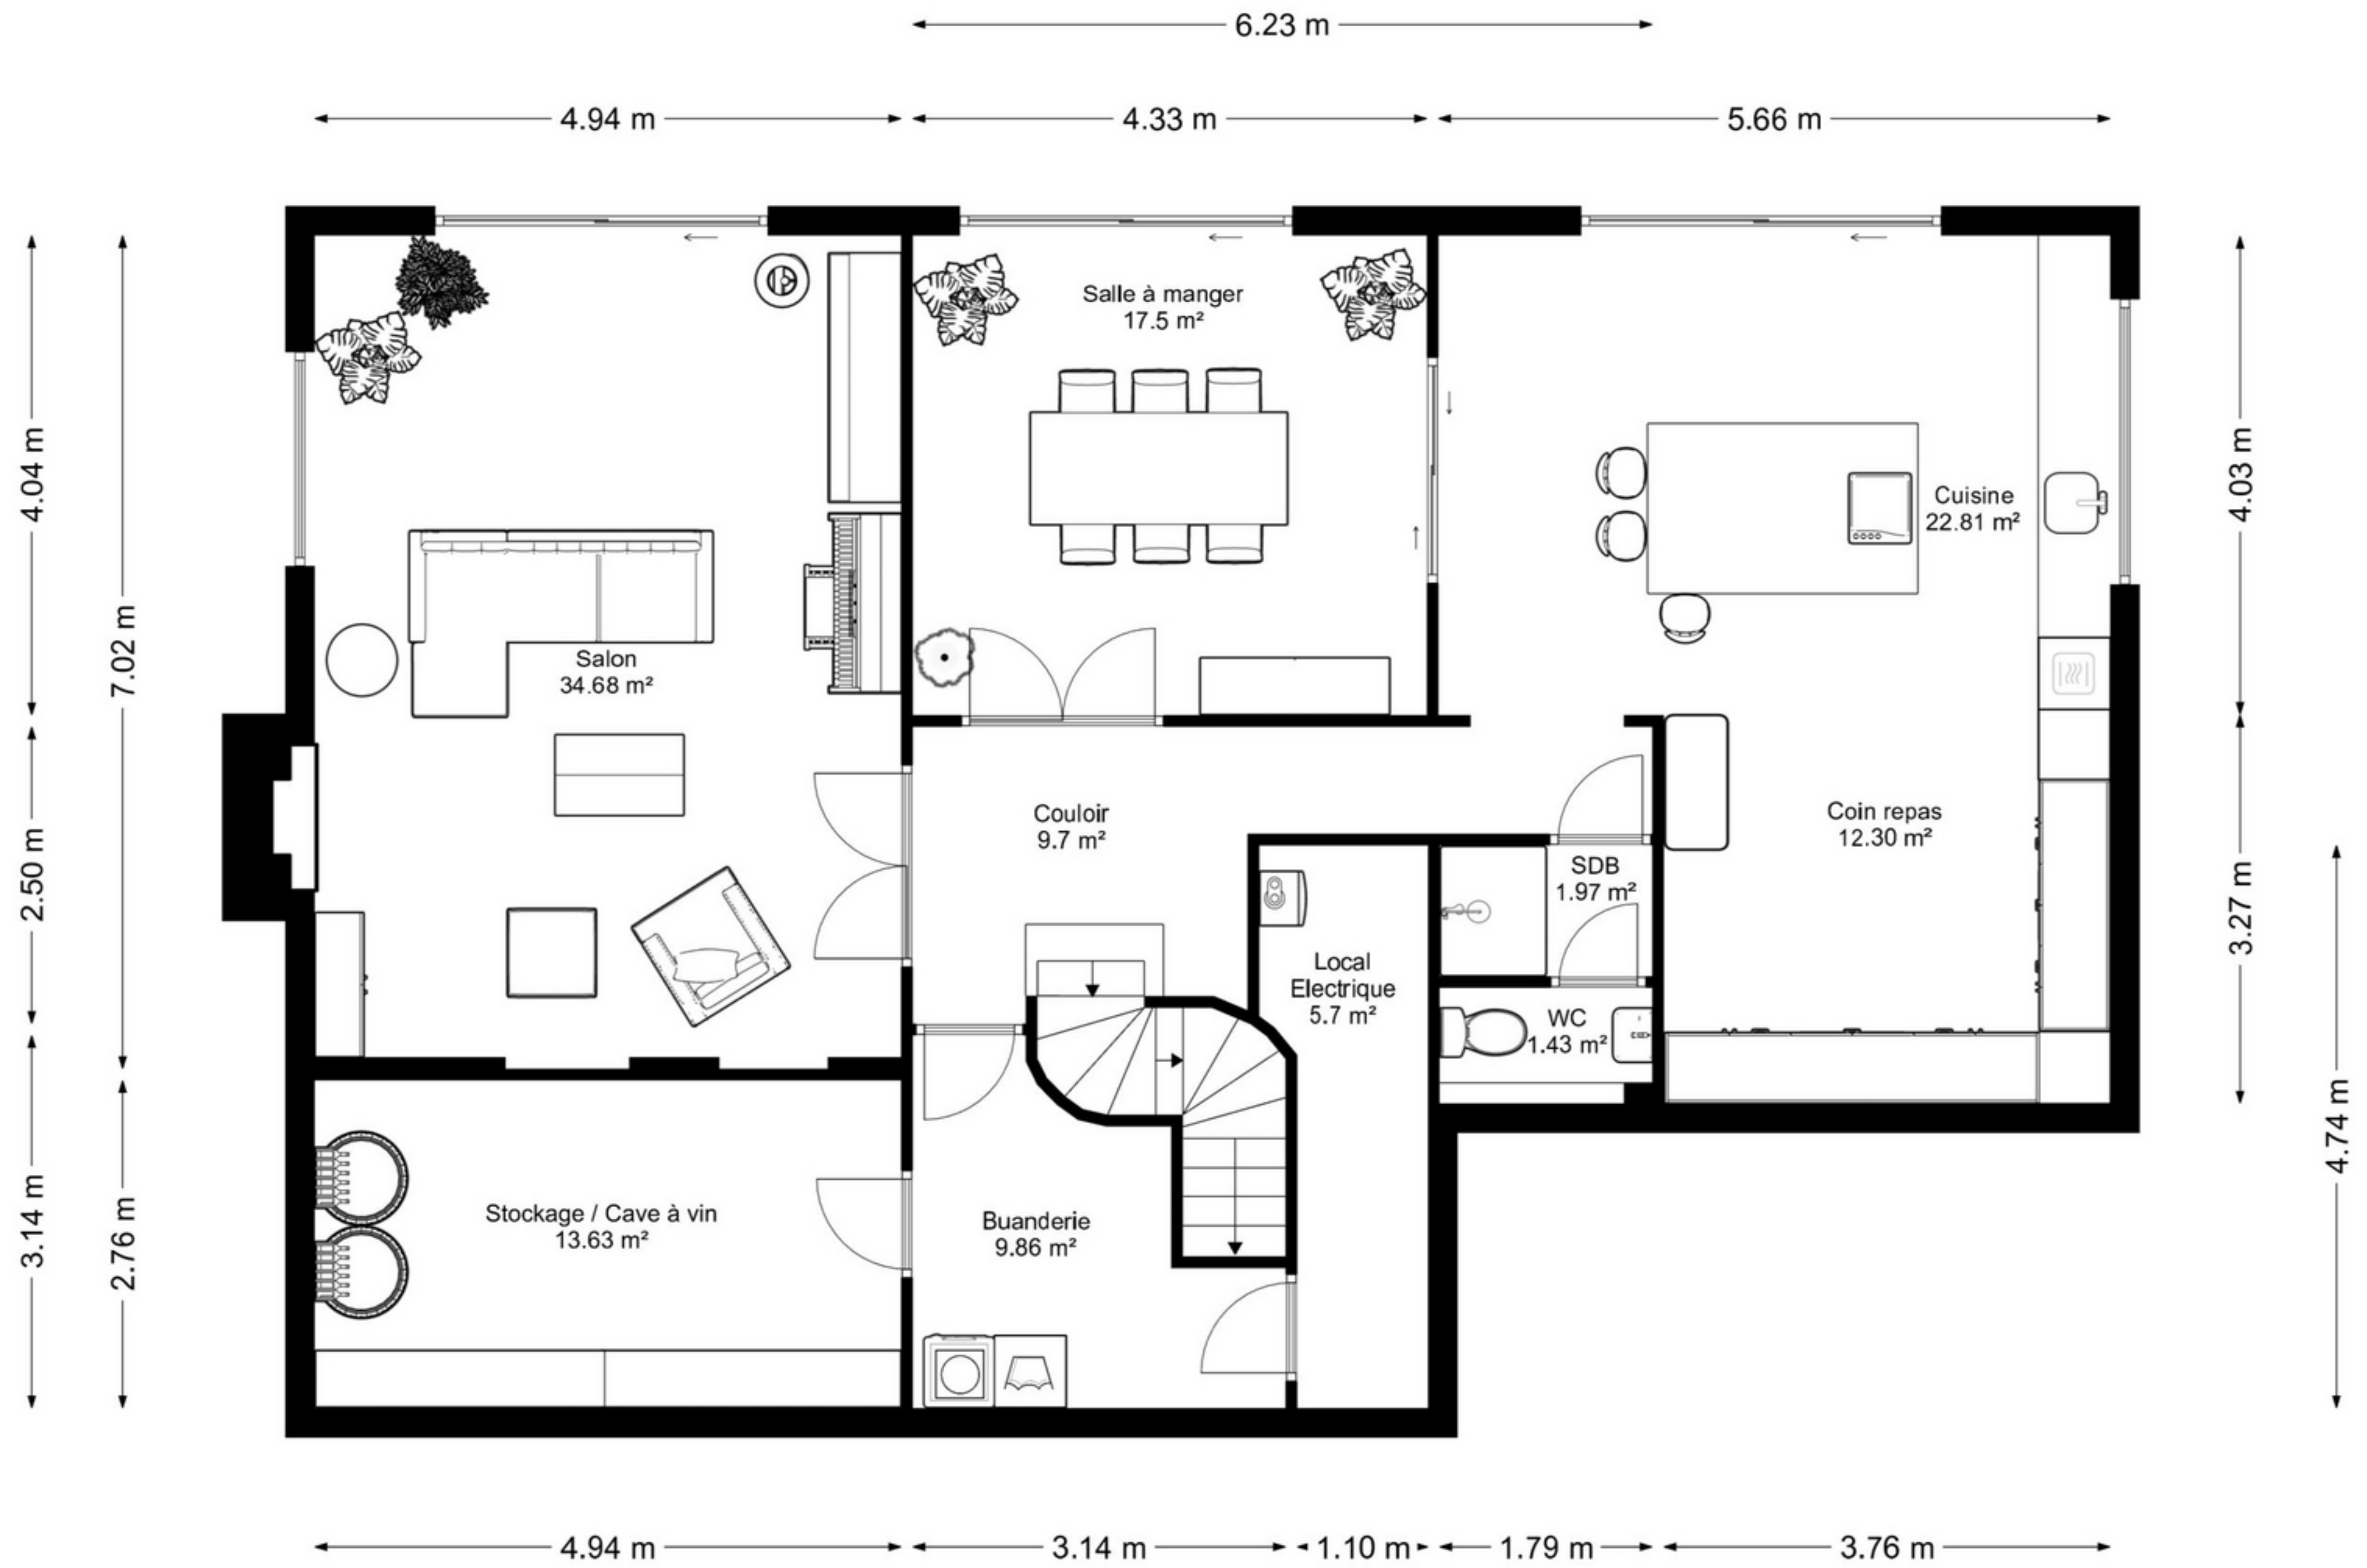 6.23 m
4.94 m
4.33 m
5.66 m
Salle à manger
17.5 m²
4.04 m
7.02 m
4.03 m
Cuisine
22.81 m²
Salon
34.68 m²
Couloir
9.7 m²
Coin repas
12.30 m²
SDB
1.97 m²
2.50 m
3.27 m
Local
Electrique
5.7 m²
WC
1.43 m²
4.74 m
3.14 m
2.76 m
Stockage / Cave à vin
13.63 m²
Buanderie
9.86 m²
4.94 m
3.14 m
1.10 m
1.79 m
3.76 m